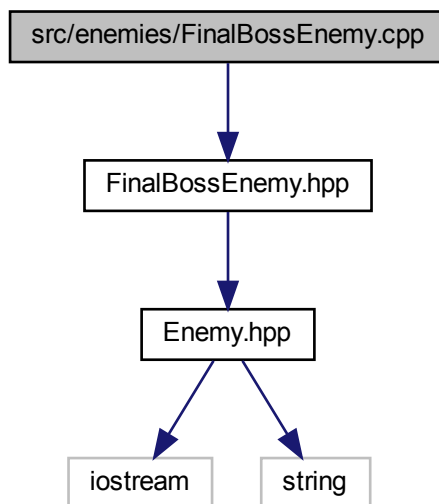 src/enemies/FinalBossEnemy.cpp
FinalBossEnemy.hpp
Enemy.hpp
iostream
string